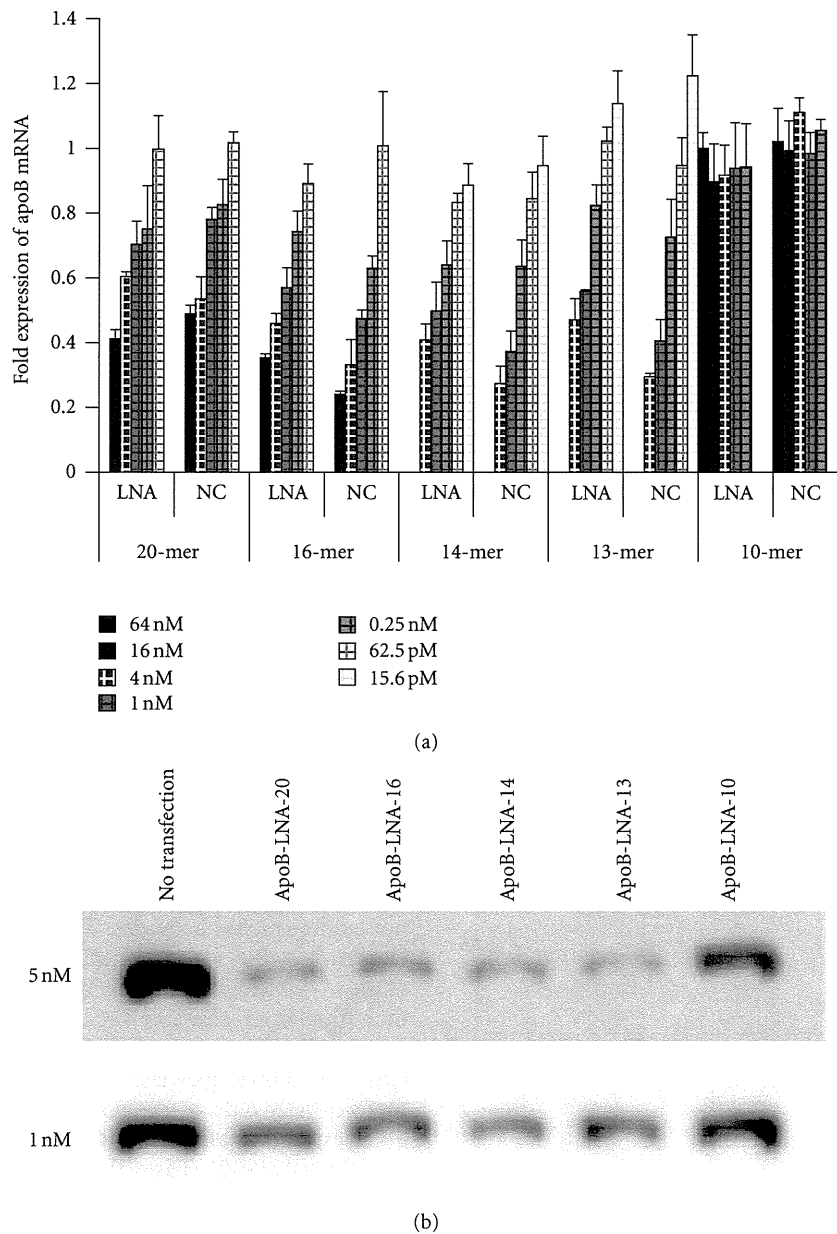 1.4
1.2
1
0.8
0.6
0.4
0.2
0
Fold expression of apoB mRNA
LNA NC LNA NC LNA NC LNA NC LNA NC
20-mer 16-mer 14-mer 13-mer 10-mer
64 nM
16 nM
4 nM
1 nM
0.25 nM
62.5 pM
15.6 pM
(a)
No transfection
ApoB-LNA-20
ApoB-LNA-16
ApoB-LNA-14
ApoB-LNA-13
ApoB-LNA-10
5 nM
1 nM
(b)